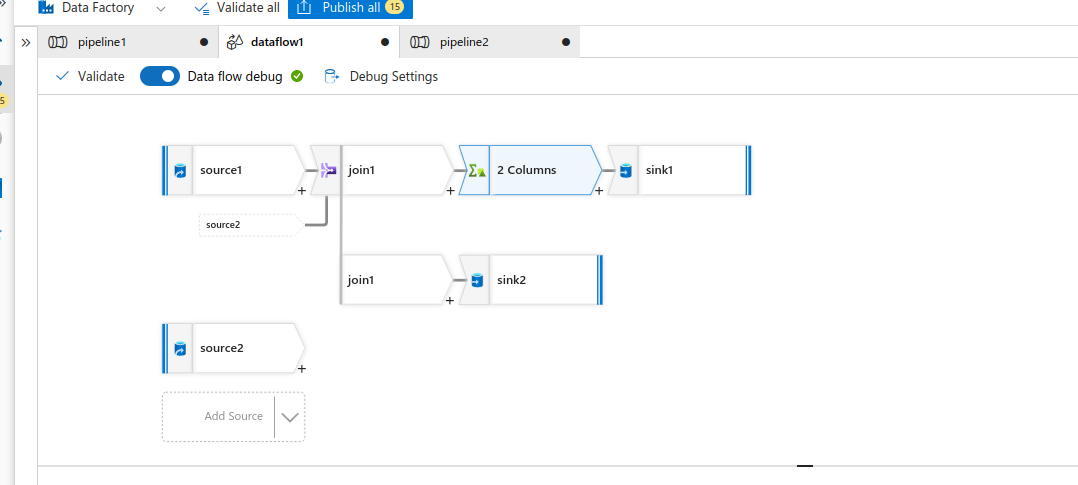 Data Factory Validate all Publish all 15
» pipeline1 dataflow1 pipeline2
5 Validate Data flow debug Debug Settings
source1 join1 2 Columns sink1
+ + +
source2
join1 sink2
+
source2
+
Add Source